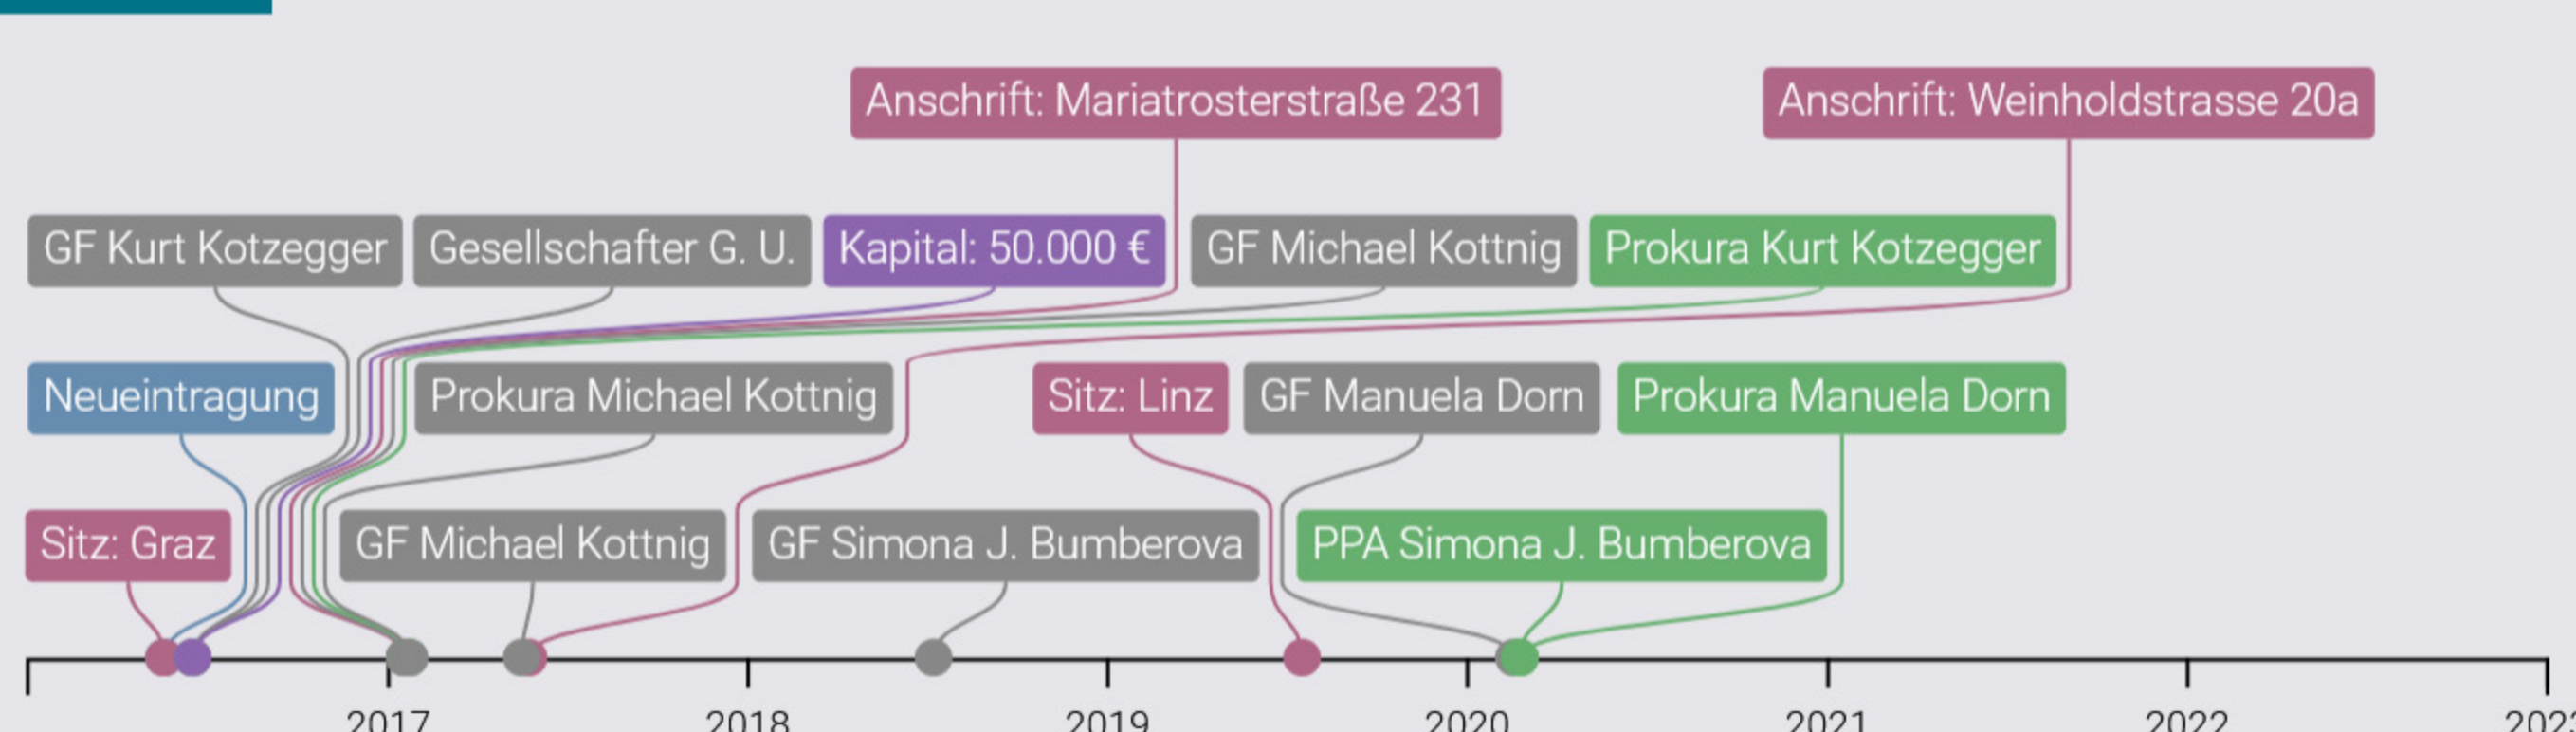 Anschrift: Mariatrosterstraße 231 Anschrift: Weinholdstrasse 20a
GF Kurt Kotzegger Gesellschafter G. U. Kapital: 50.000 € GF Michael Kottnig Prokura Kurt Kotzegger
Neueintragung Prokura Michael Kottnig Sitz: Linz GF Manuela Dorn Prokura Manuela Dorn
Sitz: Graz GF Michael Kottnig GF Simona J. Bumberova PPA Simona J. Bumberova
2017 2018 2019 2020 2021 2022